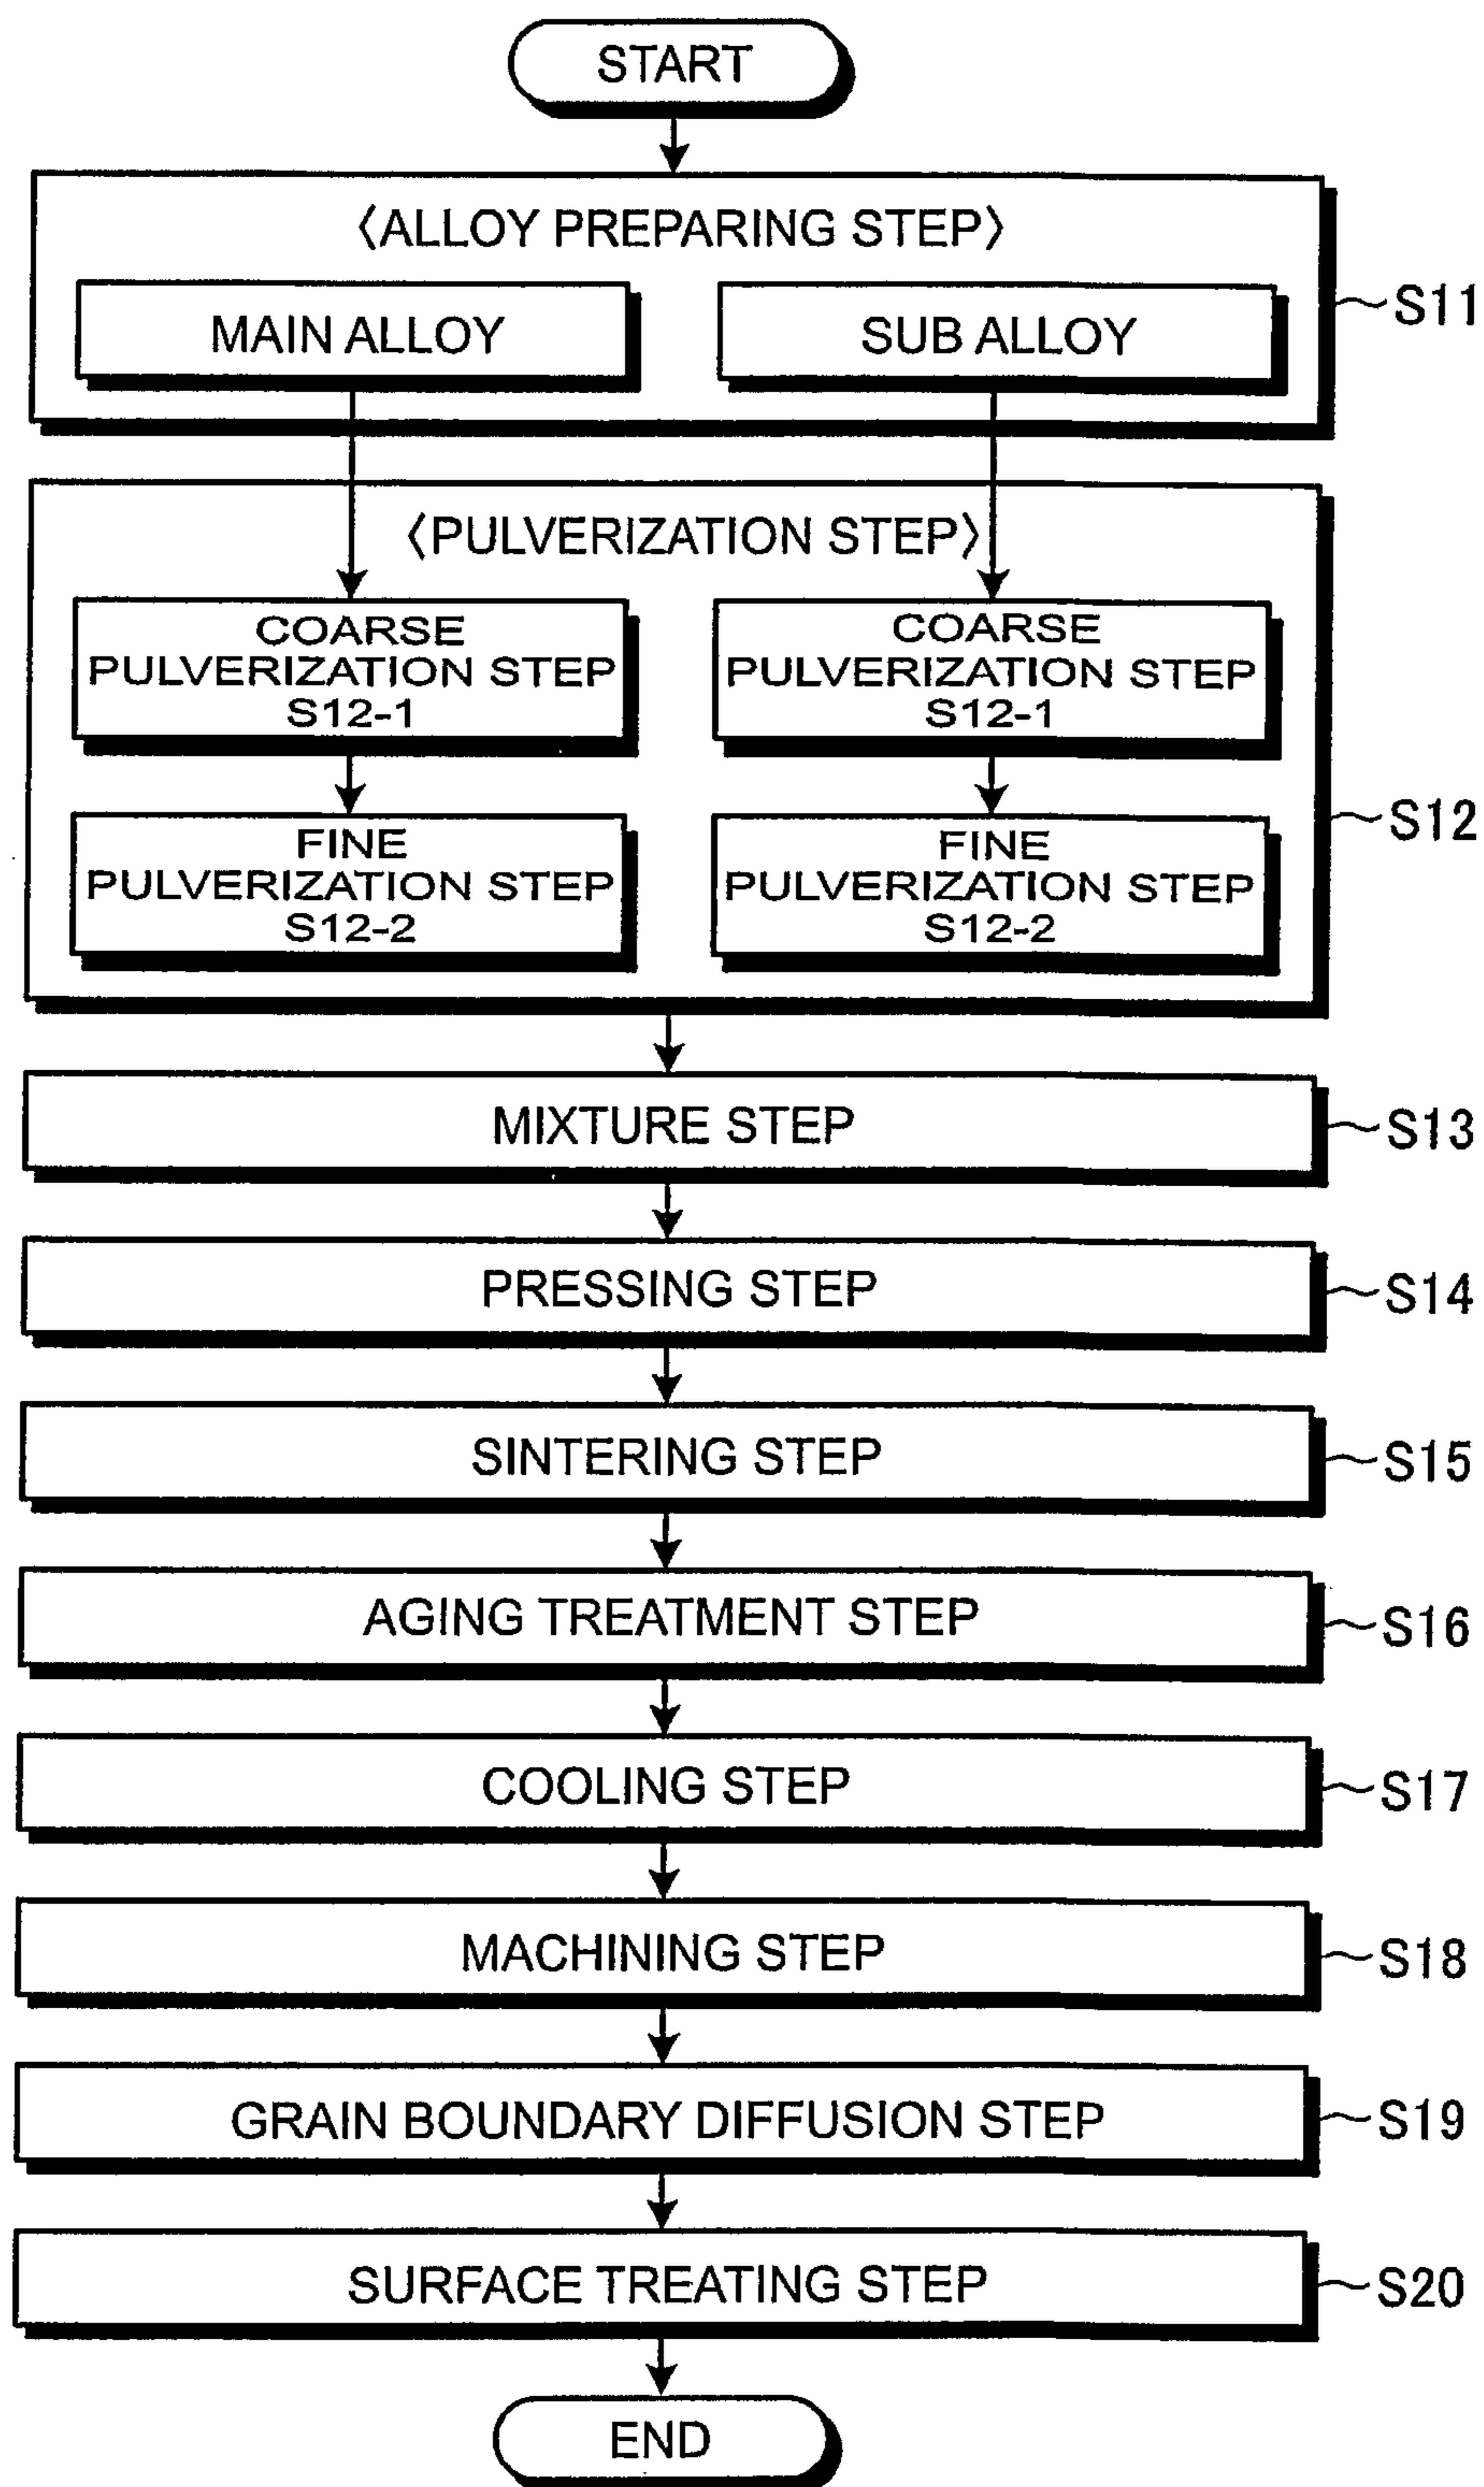 START
〈ALLOY PREPARING STEP〉
MAIN ALLOY
SUB ALLOY
S11
〈PULVERIZATION STEP〉
COARSE
PULVERIZATION STEP
S12-1
COARSE
PULVERIZATION STEP
S12-1
FINE
PULVERIZATION STEP
S12-2
FINE
PULVERIZATION STEP
S12-2
S12
MIXTURE STEP
S13
PRESSING STEP
S14
SINTERING STEP
S15
AGING TREATMENT STEP
S16
COOLING STEP
S17
MACHINING STEP
S18
GRAIN BOUNDARY DIFFUSION STEP
S19
SURFACE TREATING STEP
S20
END